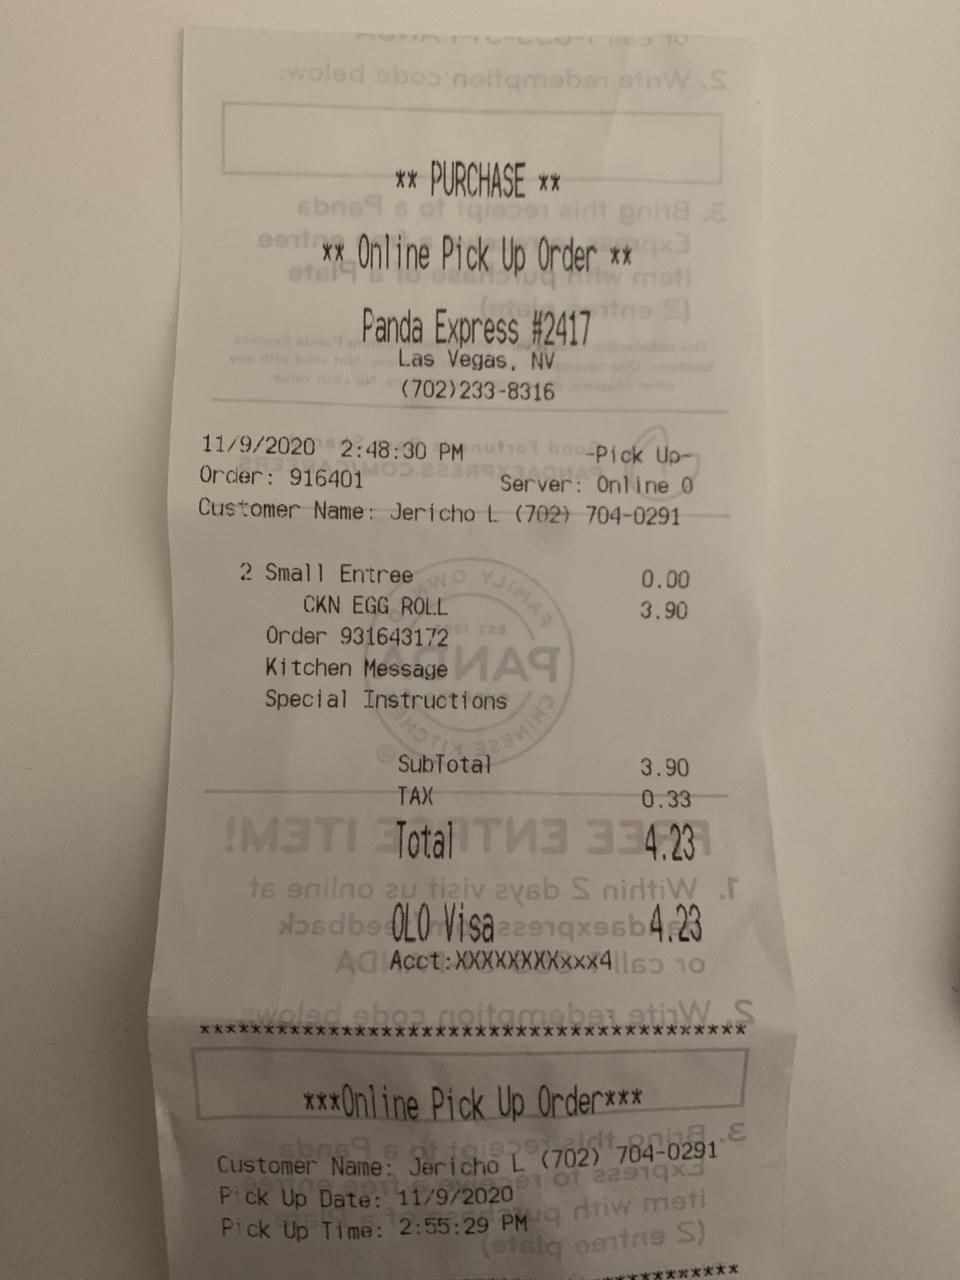 ** PURCHASE **
** Online Pick Up Order **
Panda Express #2417
Las Vegas, NV
(702)233-8316
11/9/2020 2:48:30 PM -Pick Up-
Order: 916401 Server: Online 0
Customer Name: Jericho L (702) 704-0291
2 Small Entree 0.00
CKN EGG ROLL 3.90
Order 931643172
Kitchen Message
Special Instructions
SubTotal 3.90
TAX 0.33
Total 4.23
OLO Visa 4.23
Acct:XXXXXXXXXxxx4
****************************************
***Online Pick Up Order***
Customer Name: Jericho L (702) 704-0291
Pick Up Date: 11/9/2020
Pick Up Time: 2:55:29 PM
****************************************